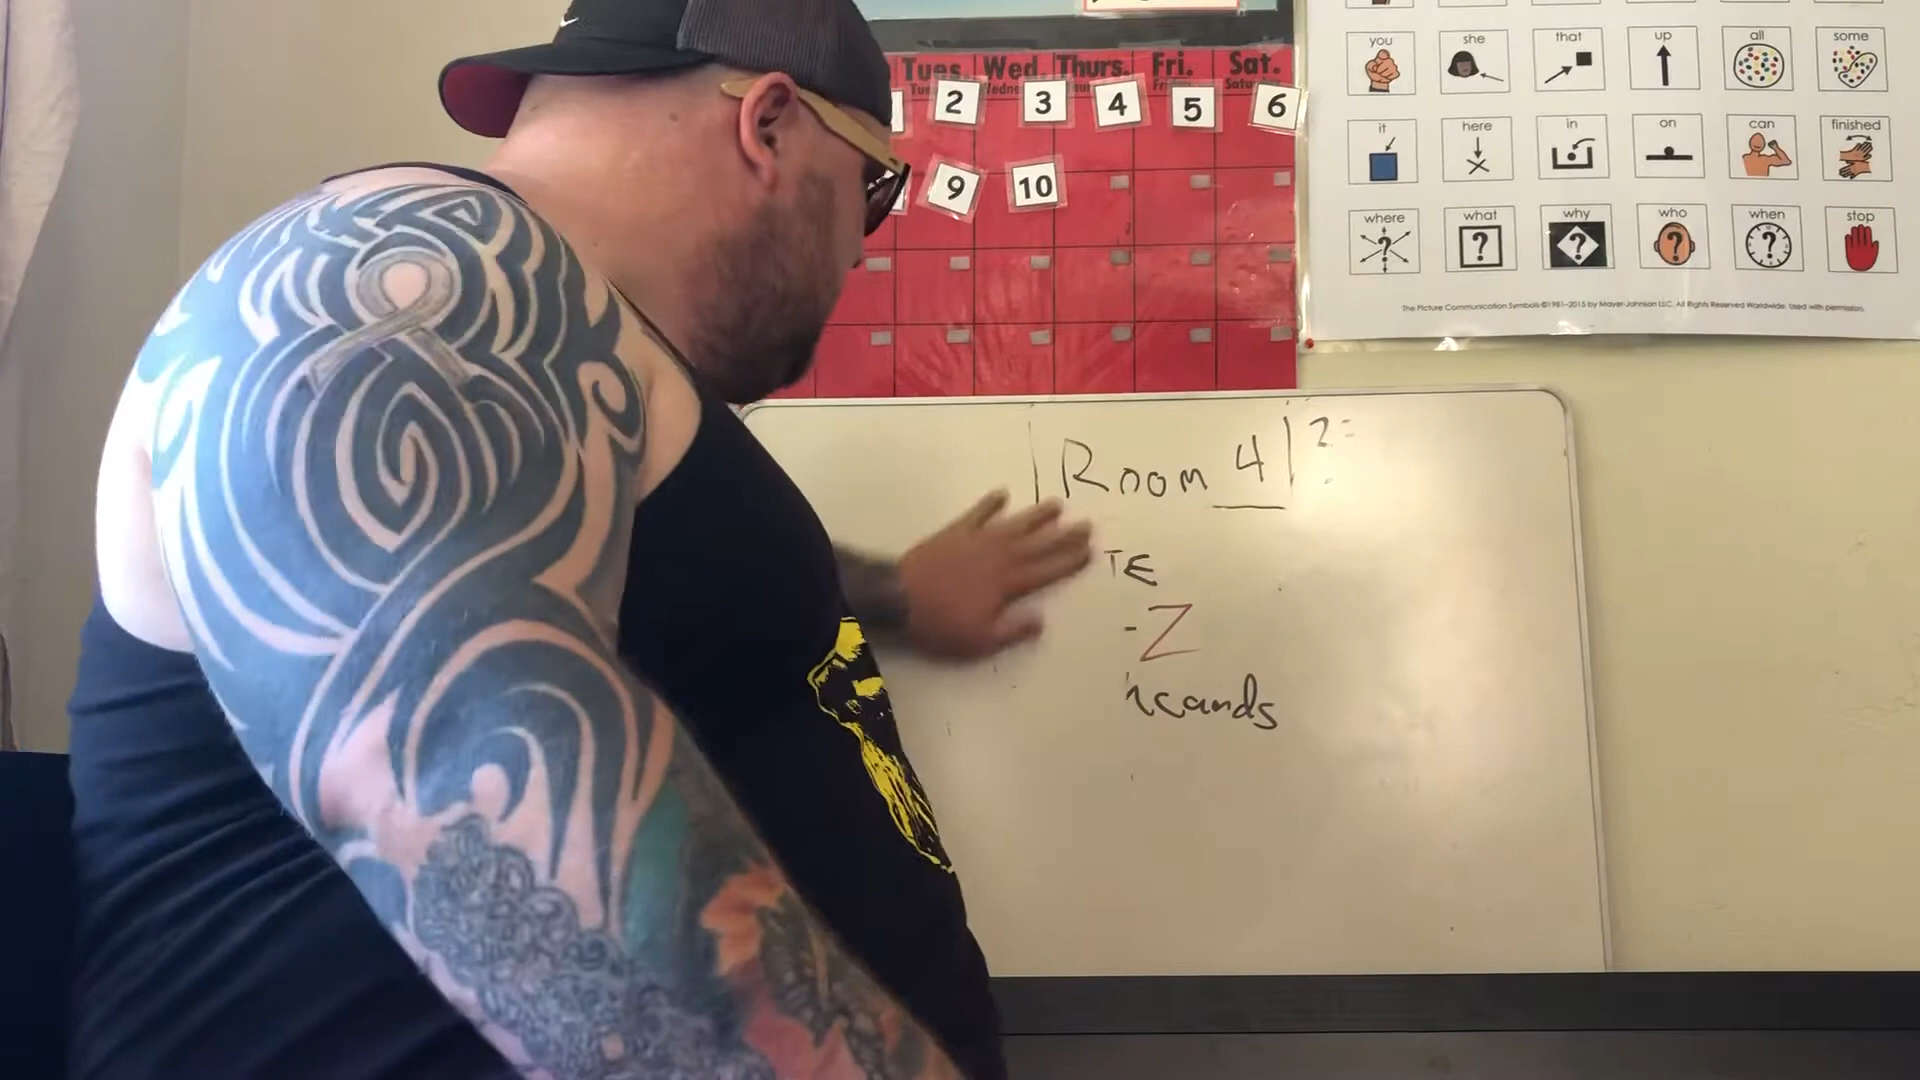 Tues. Wed. Thurs. Fri. Sat.
2 3 4 5 6
9 10
you she that up all some
it here in on can finished
where what why who when stop
The Picture Communication Symbols ©1981–2015 by Mayer-Johnson LLC. All Rights Reserved Worldwide. Used with permission.
Room 4
TE
-Z